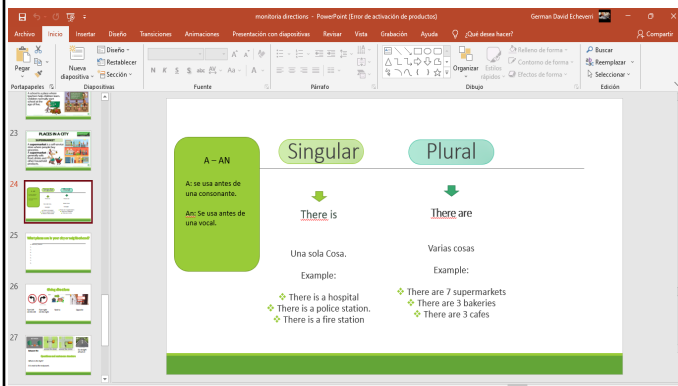 monitoria directions - PowerPoint (Error de activación de productos)
German David Echeverri
Archivo Inicio Insertar Diseño Transiciones Animaciones Presentación con diapositivas Revisar Vista Grabación Ayuda ¿Qué desea hacer? Compartir
Pegar
Nueva diapositiva
Diseño
Restablecer
Sección
N K S S abc AV Aa A
Organizar
Estilos rápidos
Relleno de forma
Contorno de forma
Efectos de forma
Buscar
Reemplazar
Seleccionar
Portapapeles Diapositivas Fuente Párrafo Dibujo Edición
23
PLACES IN A CITY
SUPERMARKET
24
25
26
27
A – AN
A: se usa antes de
una consonante.
An: Se usa antes de
una vocal.
Singular
There is
Una sola Cosa.
Example:
There is a hospital
There is a police station.
There is a fire station
Plural
There are
Varias cosas
Example:
There are 7 supermarkets
There are 3 bakeries
There are 3 cafes